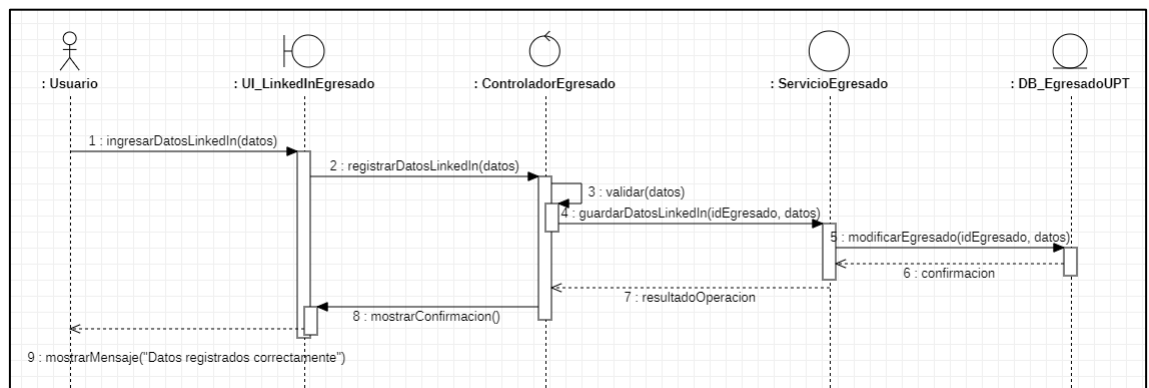 : Usuario
: UI_LinkedInEgresado
: ControladorEgresado
: ServicioEgresado
: DB_EgresadoUPT
1 : ingresarDatosLinkedIn(datos)
2 : registrarDatosLinkedIn(datos)
3 : validar(datos)
4 : guardarDatosLinkedIn(idEgresado, datos)
5 : modificarEgresado(idEgresado, datos)
6 : confirmacion
7 : resultadoOperacion
8 : mostrarConfirmacion()
9 : mostrarMensaje("Datos registrados correctamente")